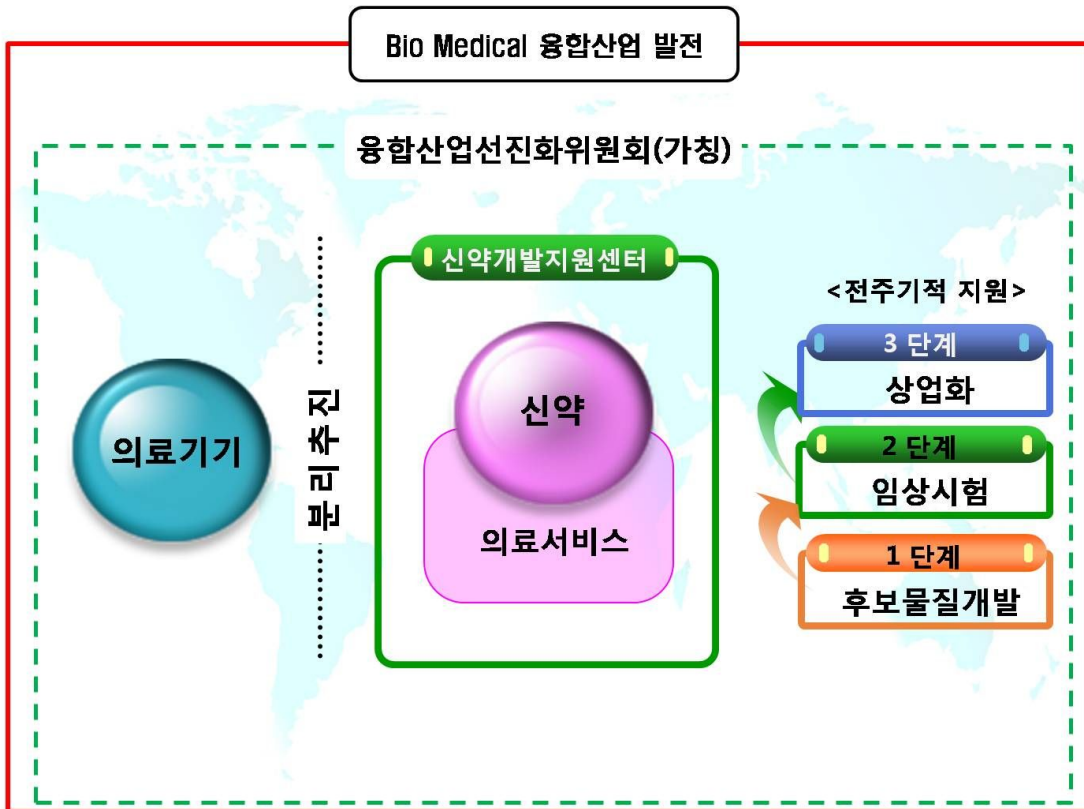 Bio Medical 융합산업 발전
융합산업선진화위원회(가칭)
의료기기
분리추진
신약개발지원센터
신약
의료서비스
<전주기적 지원>
3 단계
상업화
2 단계
임상시험
1 단계
후보물질개발